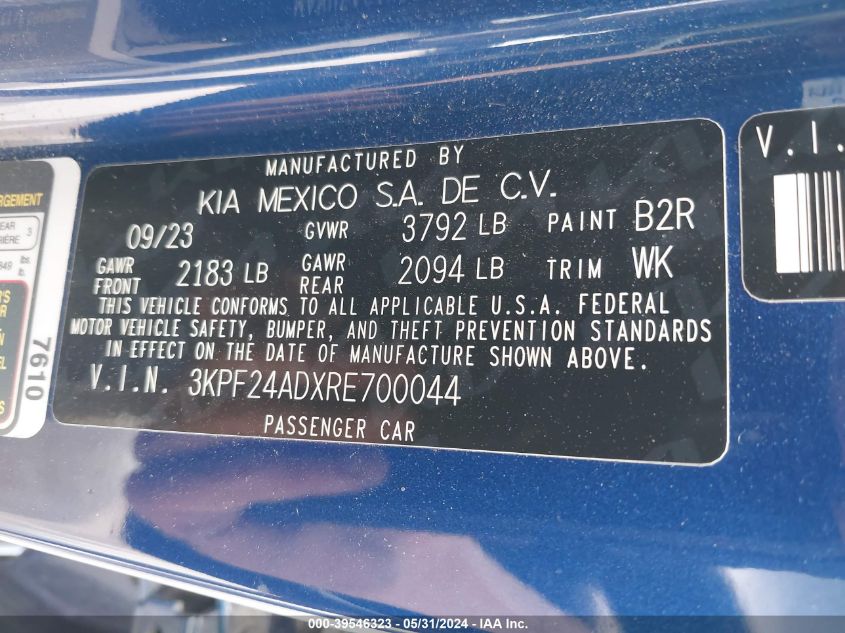 MANUFACTURED BY
KIA MEXICO S.A. DE C.V.
09/23 GVWR 3792 LB PAINT B2R
GAWR FRONT 2183 LB GAWR REAR 2094 LB TRIM WK
THIS VEHICLE CONFORMS TO ALL APPLICABLE U.S.A. FEDERAL
MOTOR VEHICLE SAFETY, BUMPER, AND THEFT PREVENTION STANDARDS
IN EFFECT ON THE DATE OF MANUFACTURE SHOWN ABOVE.
V.I.N. 3KPF24ADXRE700044
PASSENGER CAR
7610
V.I.
000-39546323 - 05/31/2024 - IAA Inc.